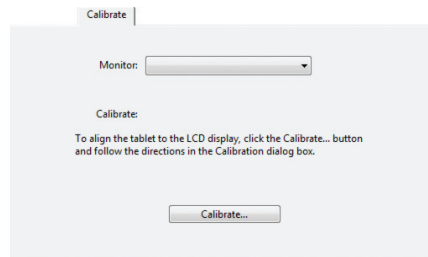 Calibrate
Monitor:
Calibrate:
To align the tablet to the LCD display, click the Calibrate... button
and follow the directions in the Calibration dialog box.
Calibrate...